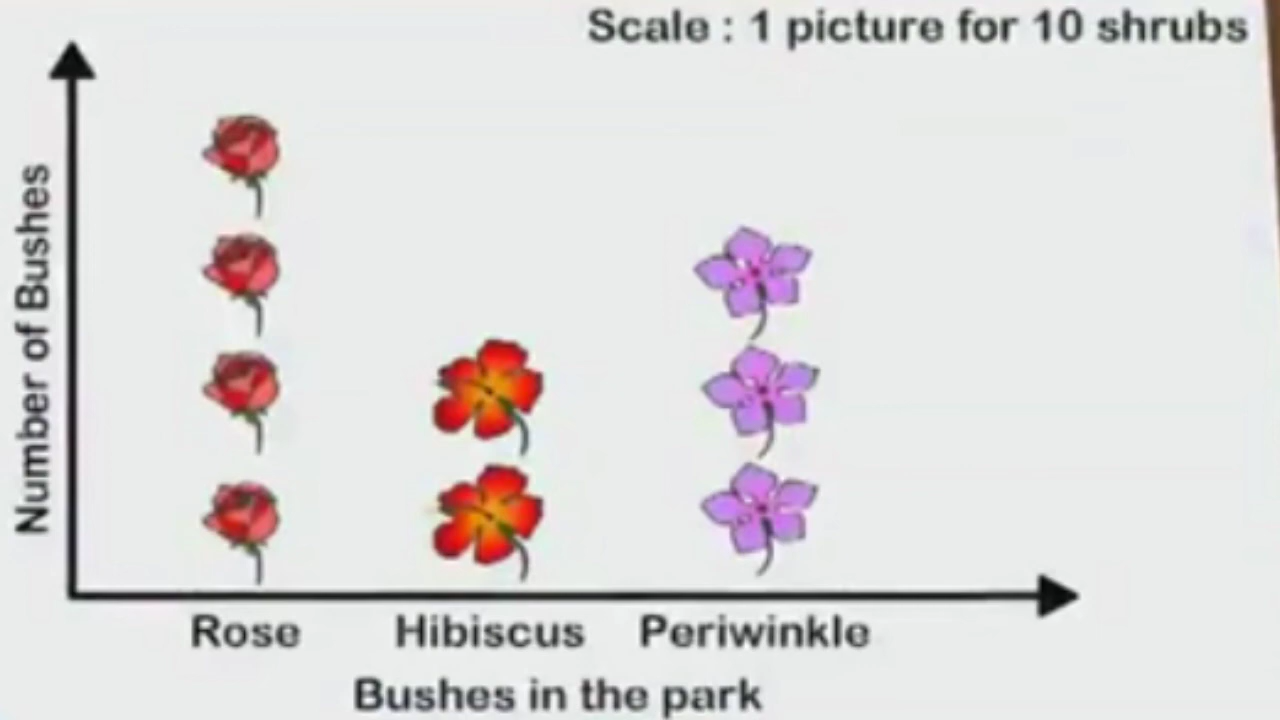 Scale : 1 picture for 10 shrubs
Number of Bushes
Rose
Hibiscus
Periwinkle
Bushes in the park